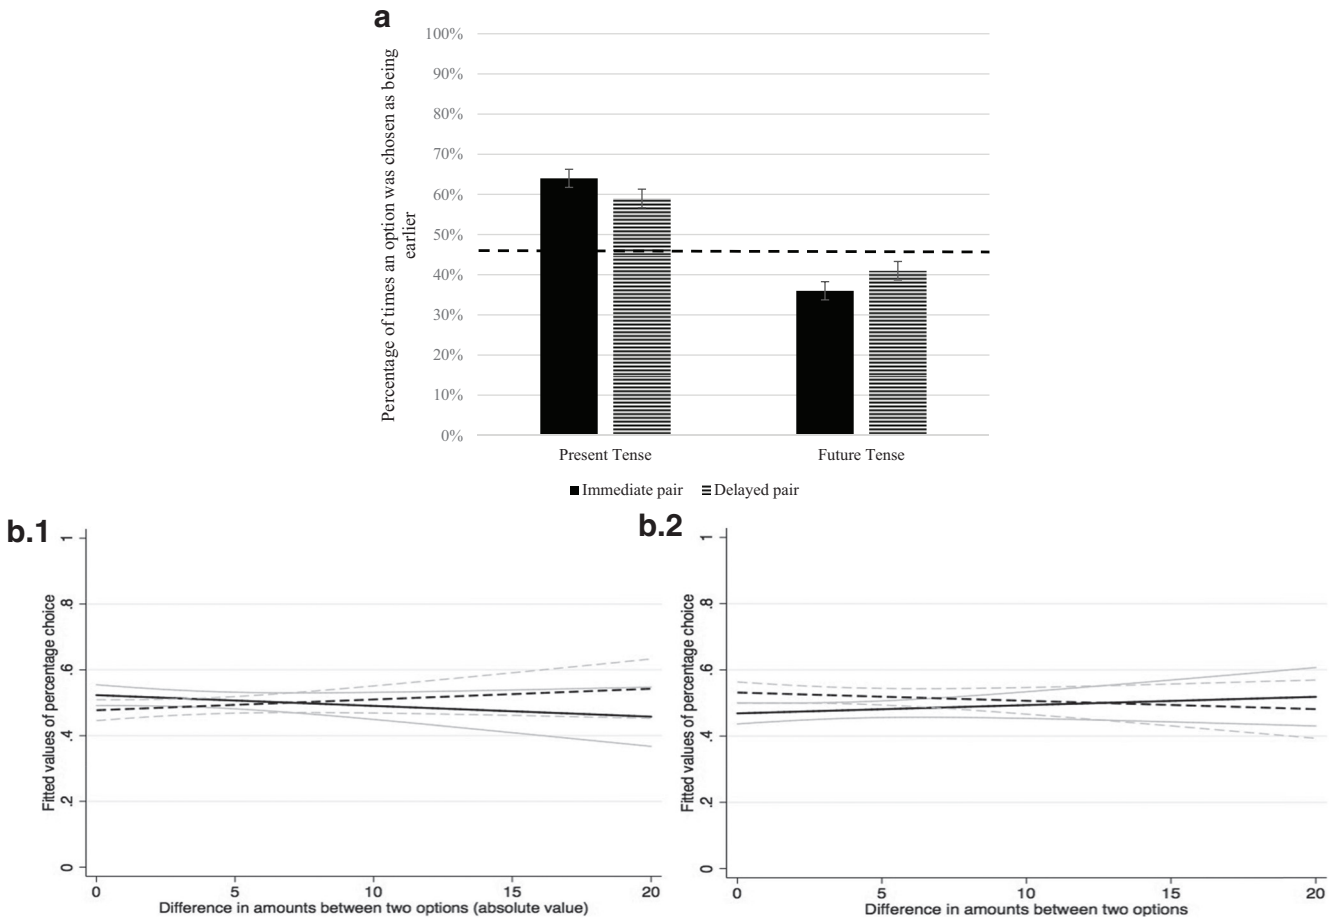 a
Percentage of times an option was chosen as being
earlier
100%
90%
80%
70%
60%
50%
40%
30%
20%
10%
0%
Present Tense
Future Tense
Immediate pair
Delayed pair
b.1
Fitted values of percentage choice
1
.8
.6
.4
.2
0
0
5
10
15
20
Difference in amounts between two options (absolute value)
b.2
Fitted values of percentage choice
1
.8
.6
.4
.2
0
0
5
10
15
20
Difference in amounts between two options